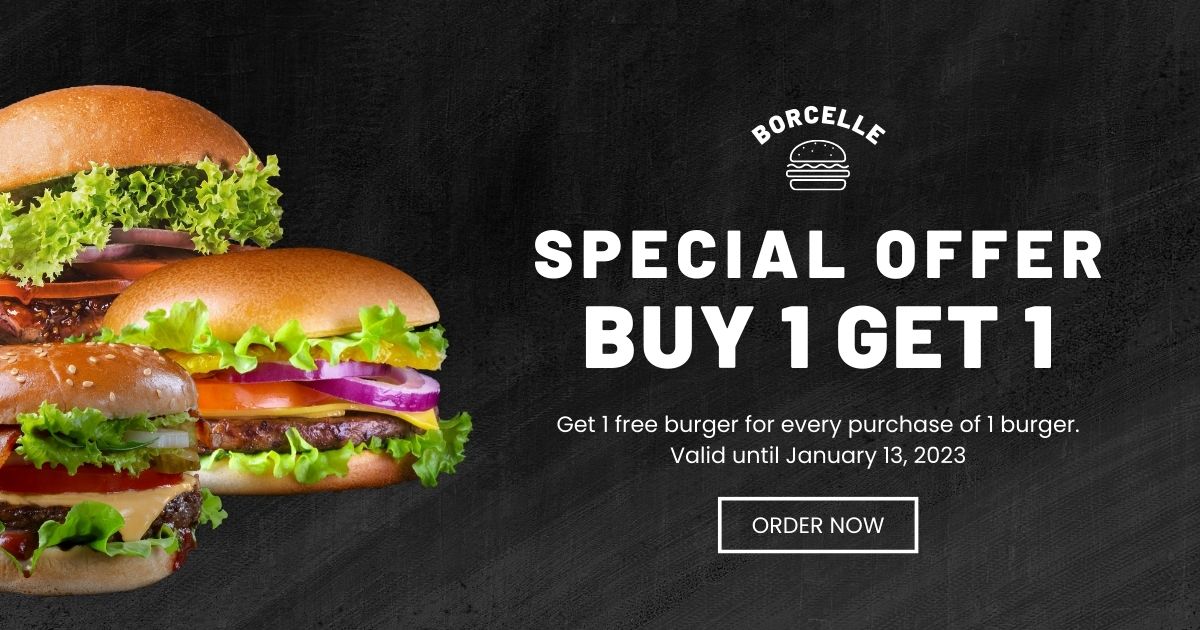 BORCELLE
SPECIAL OFFER
BUY 1 GET 1
Get 1 free burger for every purchase of 1 burger.
Valid until January 13, 2023
ORDER NOW